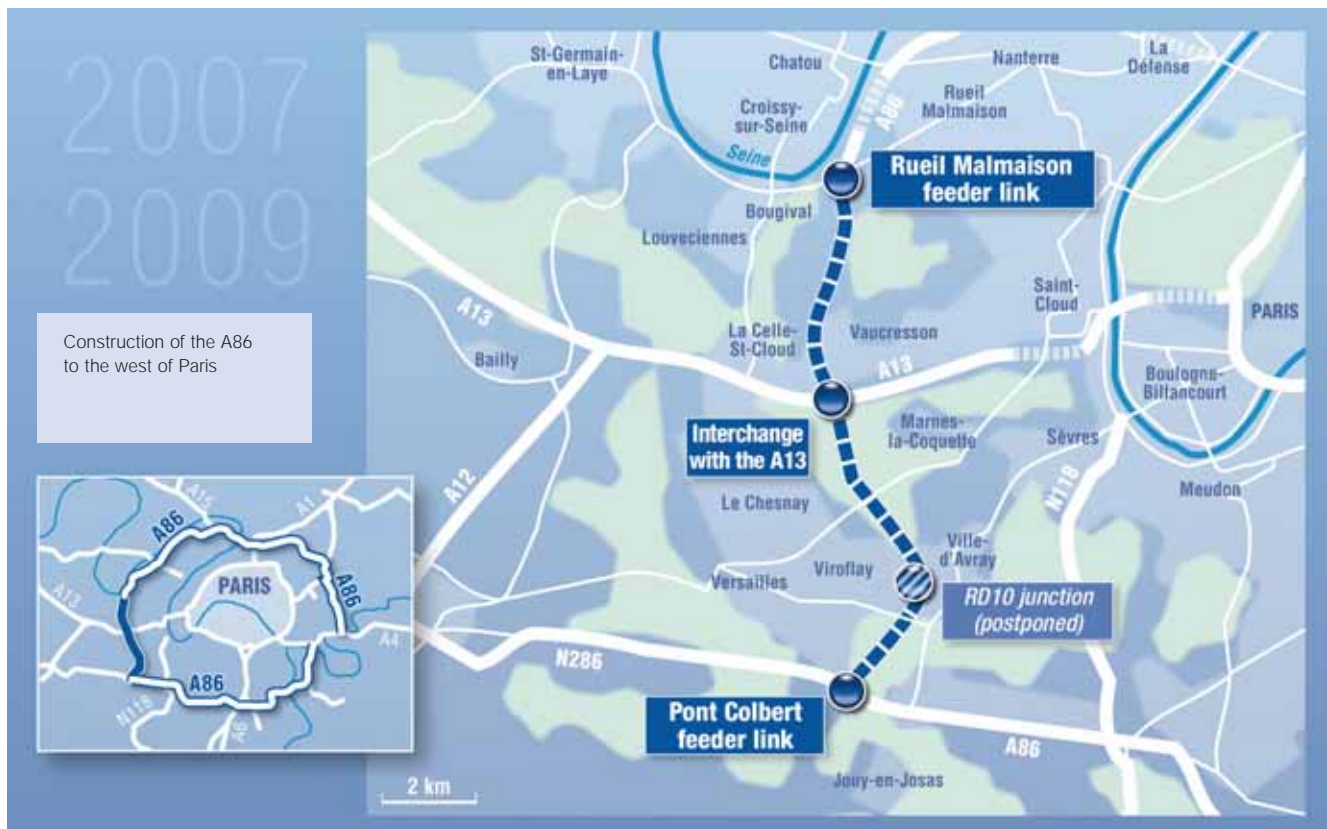 2007
2009
Construction of the A86
to the west of Paris
St-Germain-
en-Laye
Chatou
Nanterre
La
Défense
Croissy-
sur-Seine
A86
Rueil
Malmaison
Seine
Rueil Malmaison
feeder link
Bougival
Louveciennes
Saint-
Cloud
PARIS
A13
La Celle-
St-Cloud
Vaucresson
Bailly
A13
Boulogne-
Billancourt
Interchange
with the A13
Marnes-
la-Coquette
Sèvres
A12
N118
Meudon
Le Chesnay
Ville-
d'Avray
Versailles
Viroflay
RD10 junction
(postponed)
N286
Pont Colbert
feeder link
A86
Jouy-en-Josas
2 km
A15
A1
A86
PARIS
A86
A13
A4
A86
N118
A6